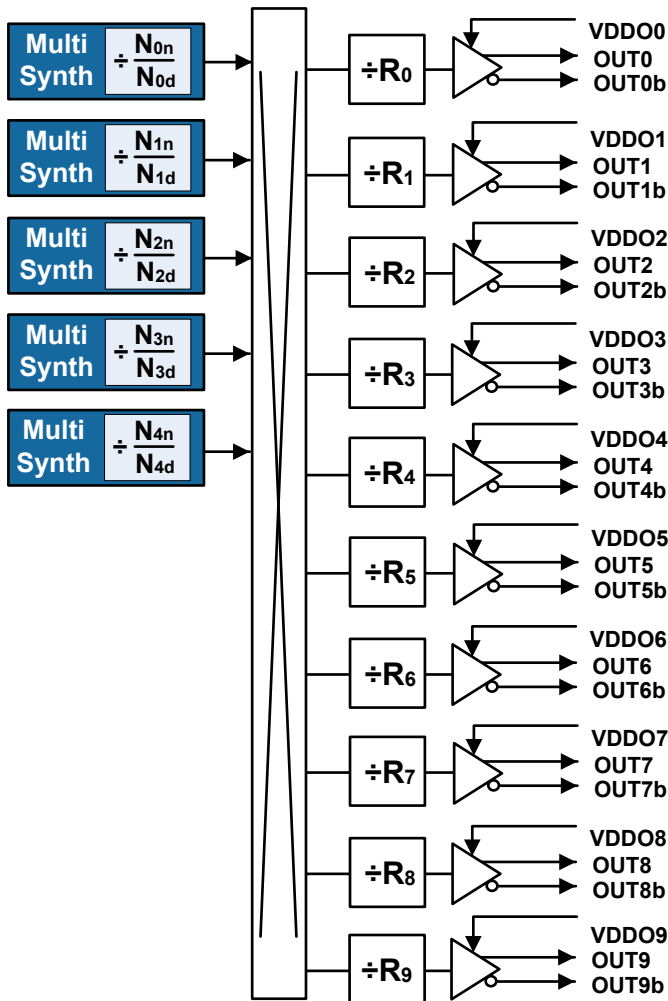 Multi
Synth
÷ N0n
N0d
Multi
Synth
÷ N1n
N1d
Multi
Synth
÷ N2n
N2d
Multi
Synth
÷ N3n
N3d
Multi
Synth
÷ N4n
N4d
÷R0
÷R1
÷R2
÷R3
÷R4
÷R5
÷R6
÷R7
÷R8
÷R9
VDDO0
OUT0
OUT0b
VDDO1
OUT1
OUT1b
VDDO2
OUT2
OUT2b
VDDO3
OUT3
OUT3b
VDDO4
OUT4
OUT4b
VDDO5
OUT5
OUT5b
VDDO6
OUT6
OUT6b
VDDO7
OUT7
OUT7b
VDDO8
OUT8
OUT8b
VDDO9
OUT9
OUT9b